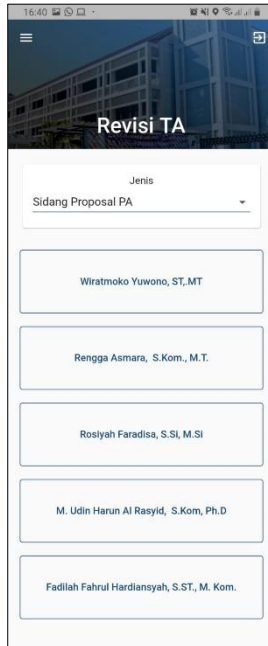 16:40
Revisi TA
Jenis
Sidang Proposal PA
Wiratmoko Yuwono, ST,.MT
Rengga Asmara,  S.Kom., M.T.
Rosiyah Faradisa, S.Si, M.Si
M. Udin Harun Al Rasyid,  S.Kom, Ph.D
Fadilah Fahrul Hardiansyah, S.ST., M. Kom.